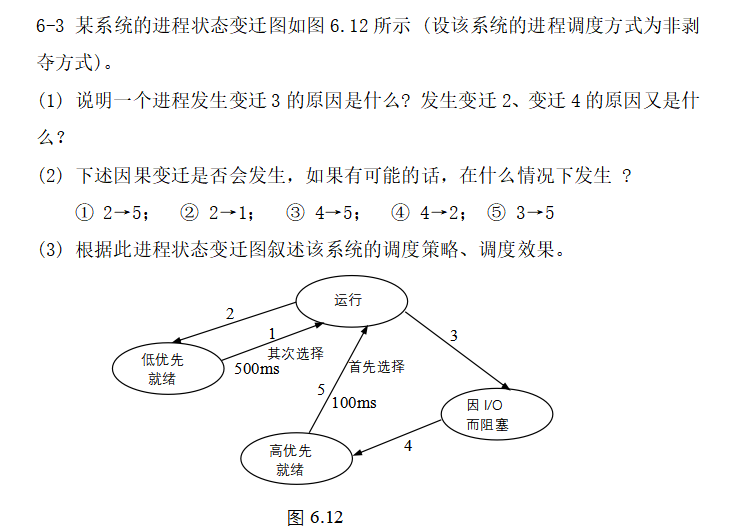 6-3 某系统的进程状态变迁图如图 6.12 所示 (设该系统的进程调度方式为非剥
夺方式)。
(1) 说明一个进程发生变迁 3 的原因是什么? 发生变迁 2、变迁 4 的原因又是什
么?
(2) 下述因果变迁是否会发生，如果有可能的话，在什么情况下发生 ?
① 2→5； ② 2→1； ③ 4→5； ④ 4→2； ⑤ 3→5
(3) 根据此进程状态变迁图叙述该系统的调度策略、调度效果。
运行
2
1
3
其次选择
低优先
就绪
500ms
首先选择
5
100ms
因 I/O
而阻塞
4
高优先
就绪
图 6.12